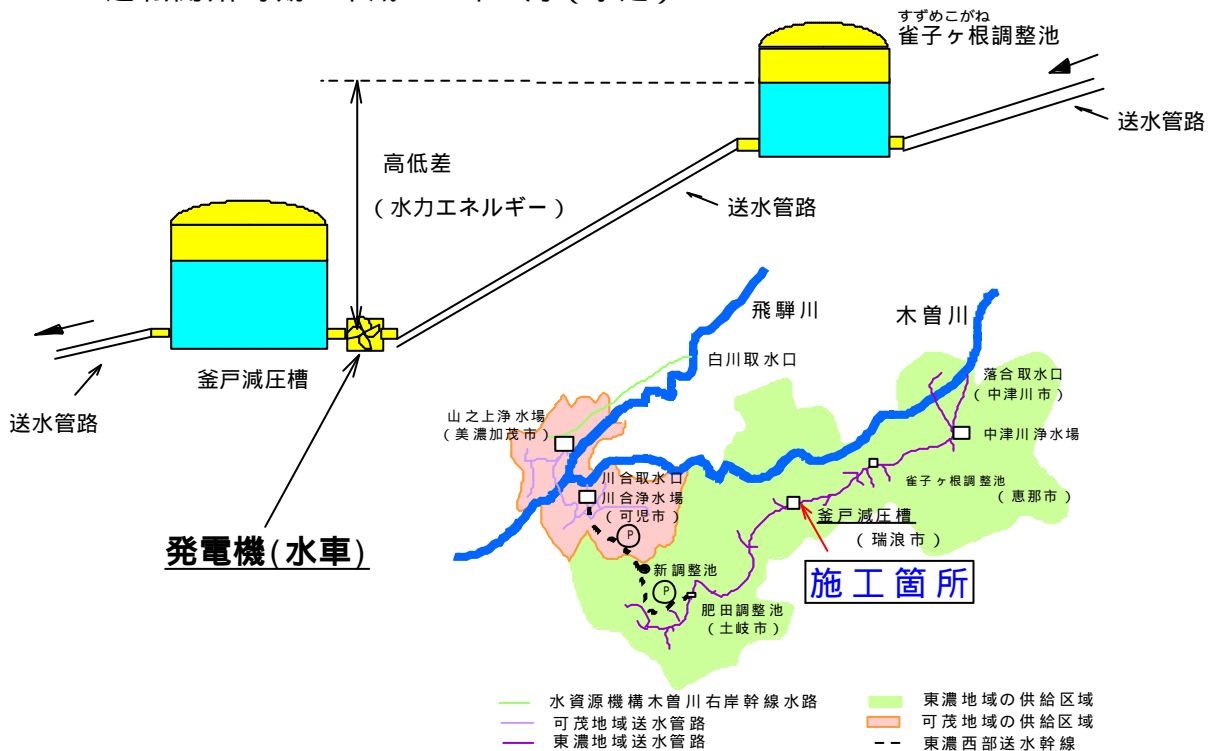 すずめこがね
雀子ヶ根調整池
送水管路
高低差
(水力エネルギー)
送水管路
釜戸減圧槽
送水管路
発電機(水車)
飛騨川
木曽川
白川取水口
落合取水口
(中津川市)
山之上浄水場
(美濃加茂市)
中津川浄水場
川合取水口
川合浄水場
(可児市)
雀子ヶ根調整池
(恵那市)
釜戸減圧槽
(瑞浪市)
P
施工箇所
新調整池
P
肥田調整池
(土岐市)
水資源機構木曽川右岸幹線水路
可茂地域送水管路
東濃地域送水管路
東濃地域の供給区域
可茂地域の供給区域
東濃西部送水幹線